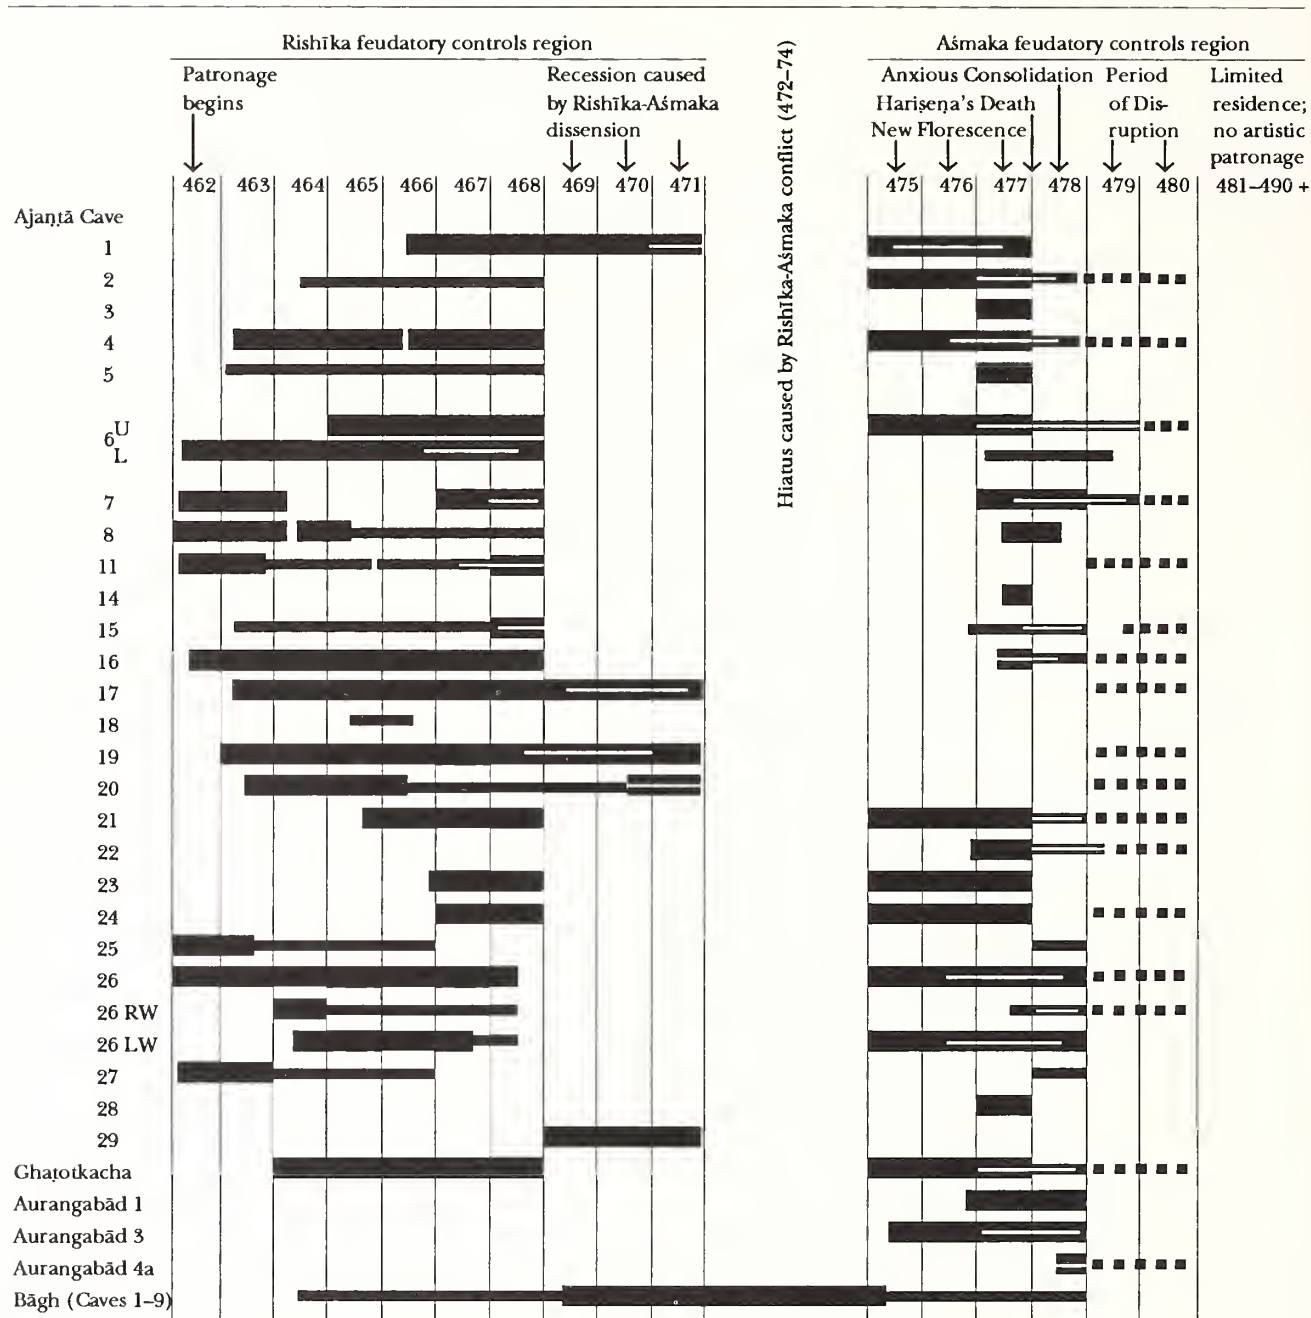 Rishīka feudatory controls region
Aśmaka feudatory controls region
Patronage
begins
Recession caused
by Rishīka-Aśmaka
dissension
Hiatus caused by Rishīka-Aśmaka conflict (472–74)
Anxious Consolidation
Hariṣeṇa's Death
New Florescence
Period
of Dis-
ruption
Limited
residence;
no artistic
patronage
462 463 464 465 466 467 468 469 470 471 475 476 477 478 479 480 481–490 +
Ajaṇṭā Cave
1
2
3
4
5
6 U
L
7
8
11
14
15
16
17
18
19
20
21
22
23
24
25
26
26 RW
26 LW
27
28
29
Ghaṭotkacha
Aurangabād 1
Aurangabād 3
Aurangabād 4a
Bāgh (Caves 1–9)